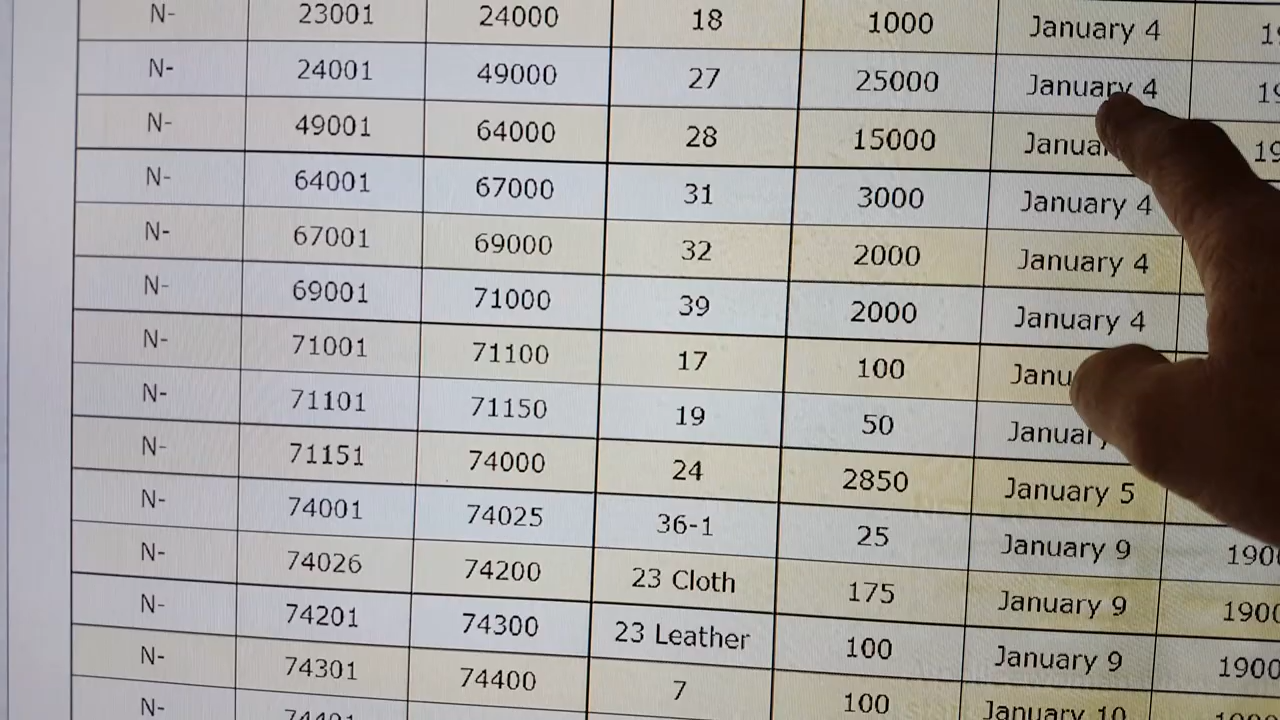 N- 23001 24000 18 1000 January 4
N- 24001 49000 27 25000 January 4
N- 49001 64000 28 15000
N- 64001 67000 31 3000 January 4
N- 67001 69000 32 2000 January 4
N- 69001 71000 39 2000 January 4
N- 71001 71100 17 100
N- 71101 71150 19 50
N- 71151 74000 24 2850 January 5
N- 74001 74025 36-1 25 January 9 1900
N- 74026 74200 23 Cloth 175 January 9 1900
N- 74201 74300 23 Leather 100 January 9 1900
N- 74301 74400 7 100 January 10
N-